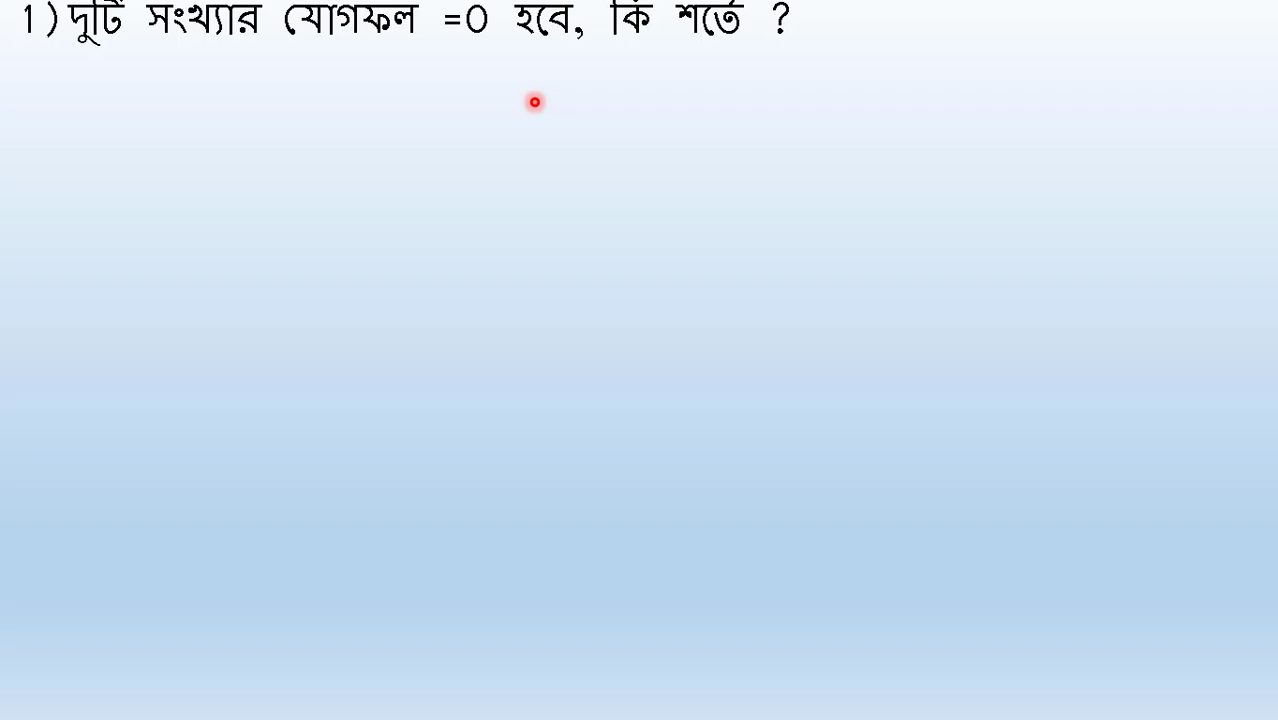 1)দুটি সংখ্যার যোগফল =0 হবে, কি শর্তে ?